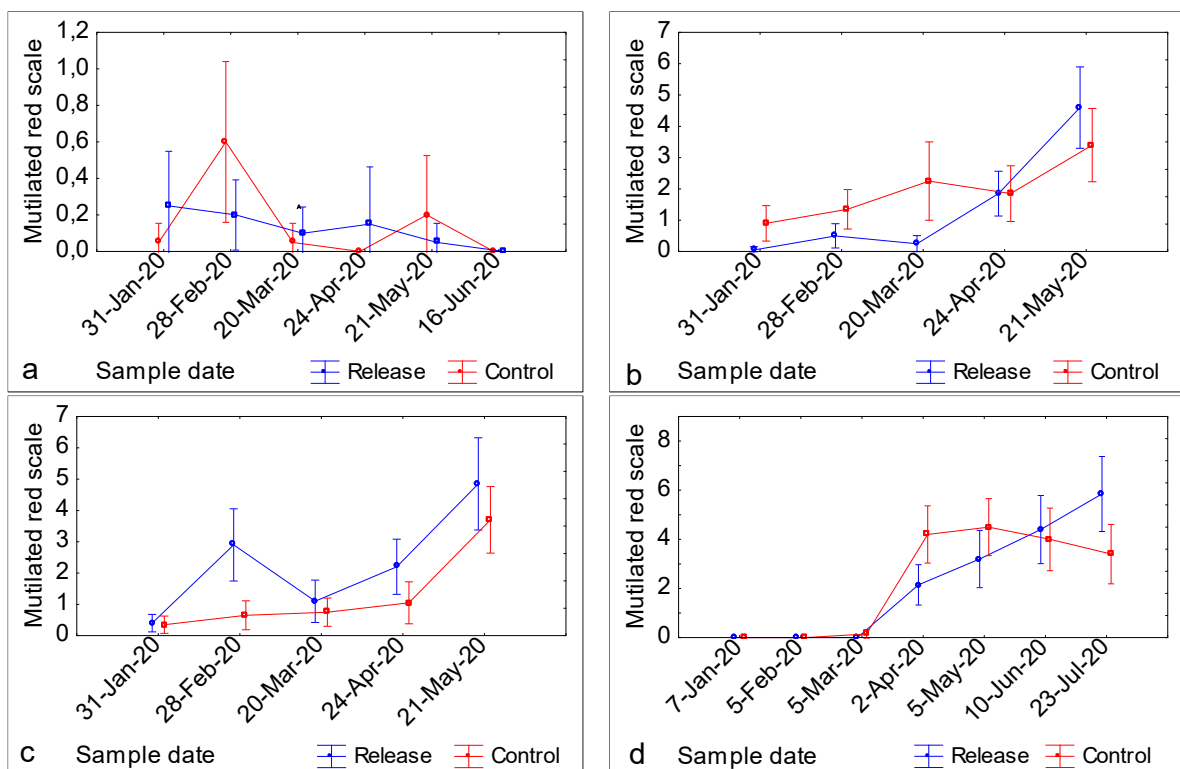 Mutilated red scale
1,2
1,0
0,8
0,6
0,4
0,2
0,0
A
31-Jan-20
28-Feb-20
20-Mar-20
24-Apr-20
21-May-20
16-Jun-20
a Sample date Release Control
Mutilated red scale
7
6
5
4
3
2
1
0
31-Jan-20
28-Feb-20
20-Mar-20
24-Apr-20
21-May-20
b Sample date Release Control
Mutilated red scale
7
6
5
4
3
2
1
0
31-Jan-20
28-Feb-20
20-Mar-20
24-Apr-20
21-May-20
c Sample date Release Control
Mutilated red scale
8
6
4
2
0
7-Jan-20
5-Feb-20
5-Mar-20
2-Apr-20
5-May-20
10-Jun-20
23-Jul-20
d Sample date Release Control